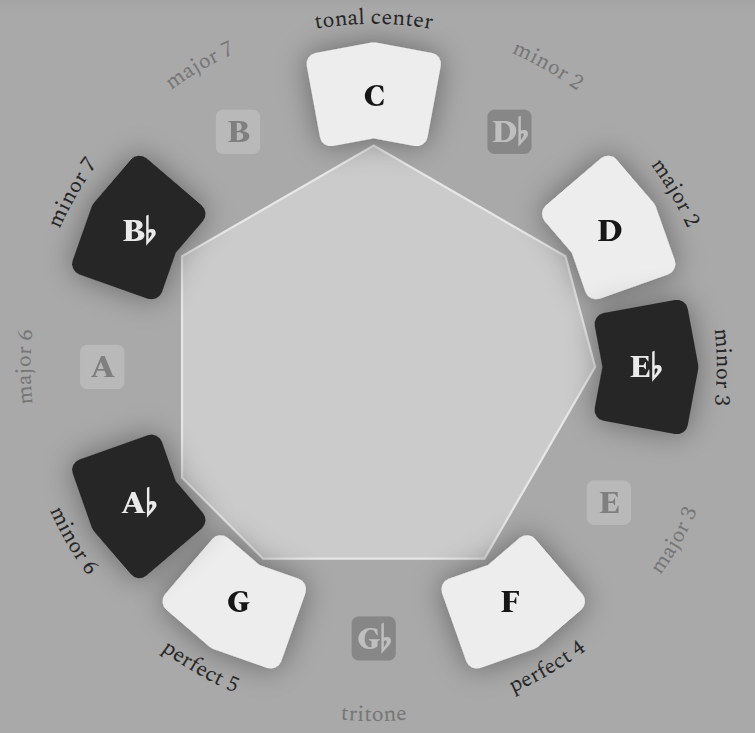 tonal center
C
minor 2
D♭
major 2
D
minor 3
E♭
major 3
E
perfect 4
F
tritone
G♭
perfect 5
G
minor 6
A♭
major 6
A
minor 7
B♭
major 7
B